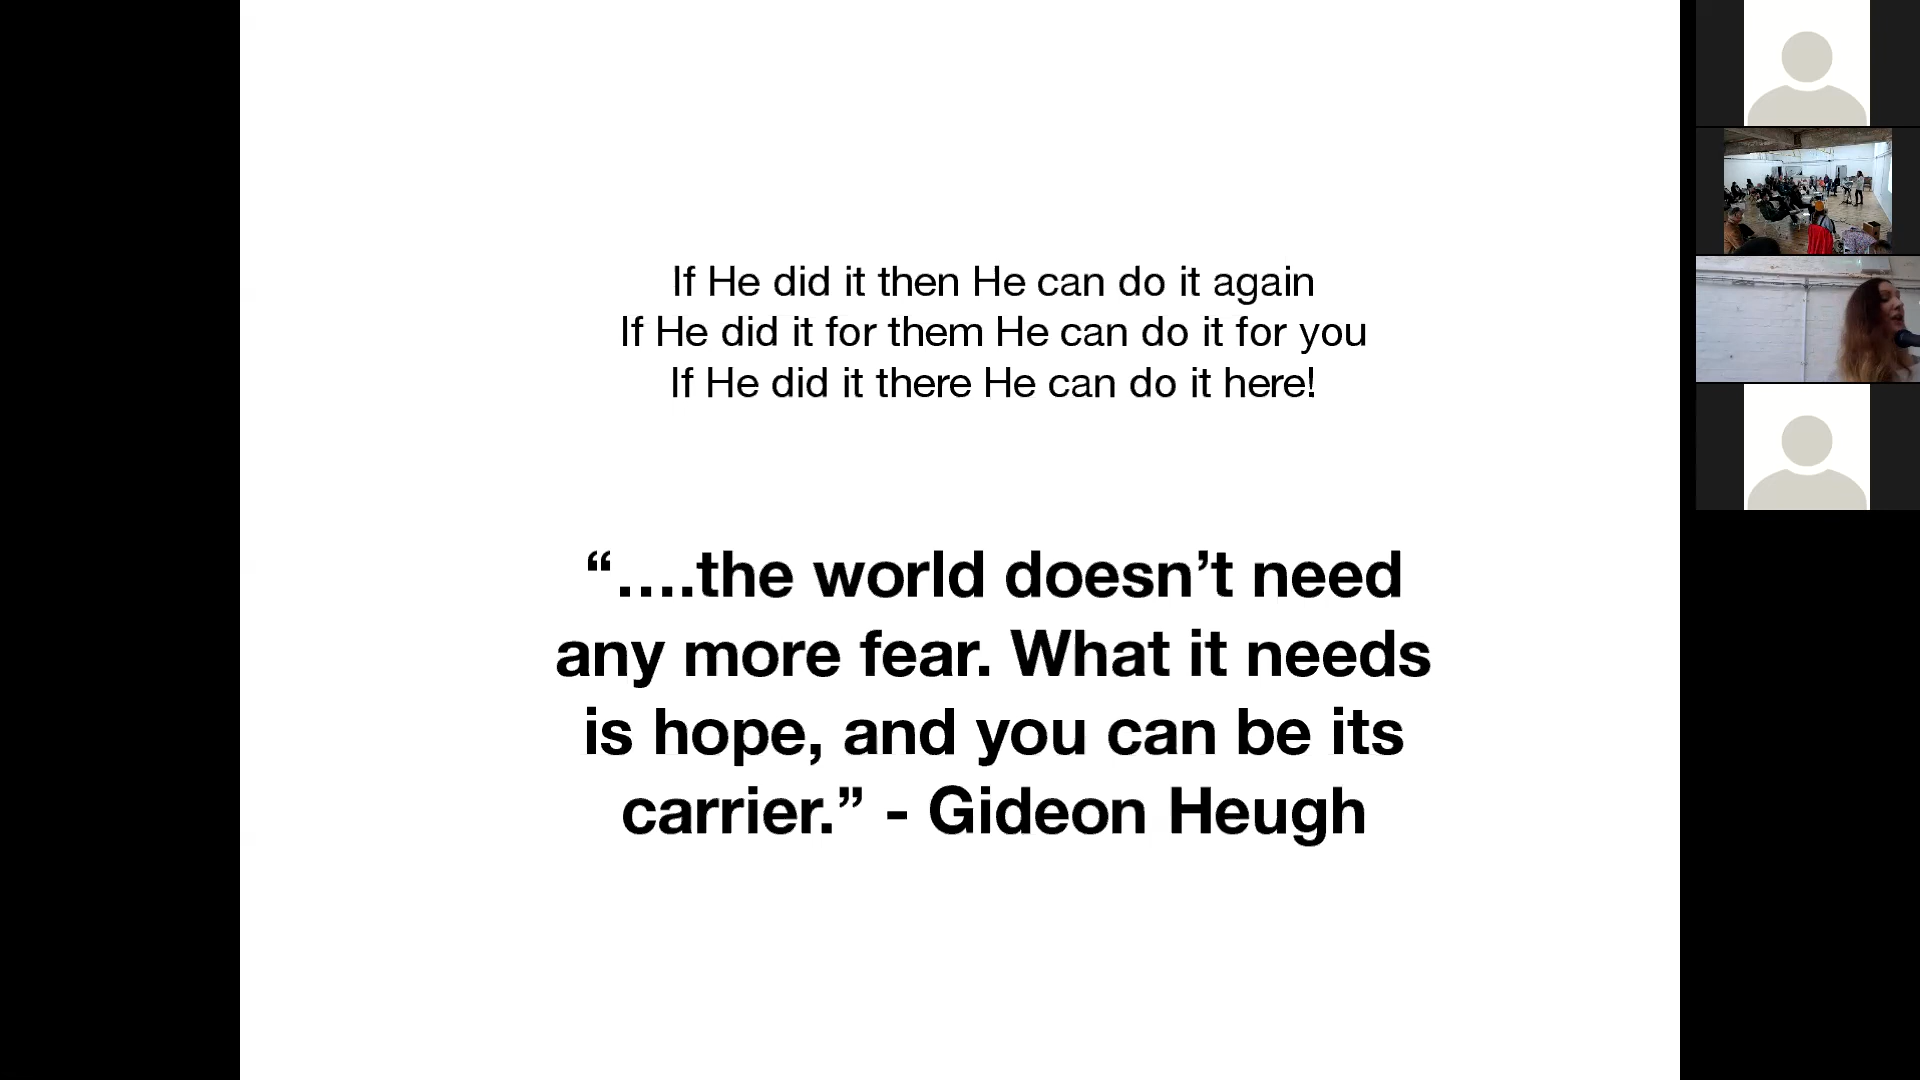 If He did it then He can do it again
If He did it for them He can do it for you
If He did it there He can do it here!
“....the world doesn’t need
any more fear. What it needs
is hope, and you can be its
carrier.” - Gideon Heugh